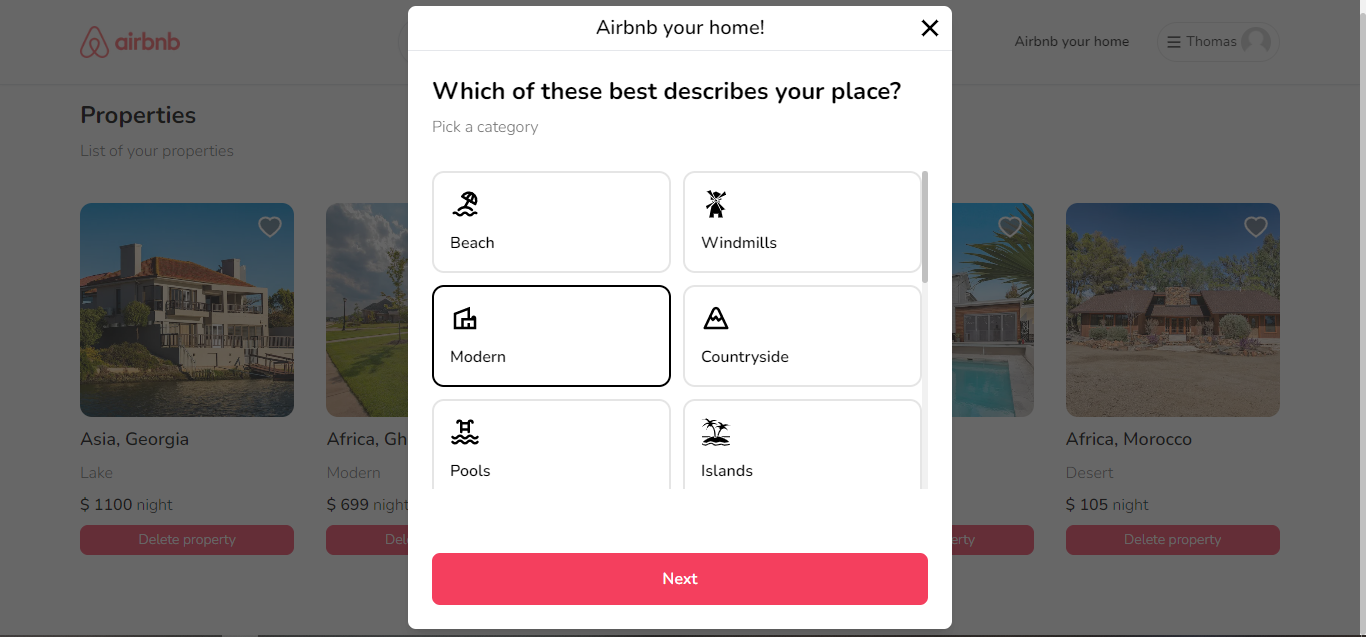 Airbnb your home!
airbnb
Airbnb your home
Thomas
Properties
List of your properties
Which of these best describes your place?
Pick a category
Beach
Windmills
Modern
Countryside
Pools
Islands
Next
Asia, Georgia
Lake
$ 1100 night
Delete property
Africa, Gh
Modern
$ 699 night
Del
erty
Africa, Morocco
Desert
$ 105 night
Delete property